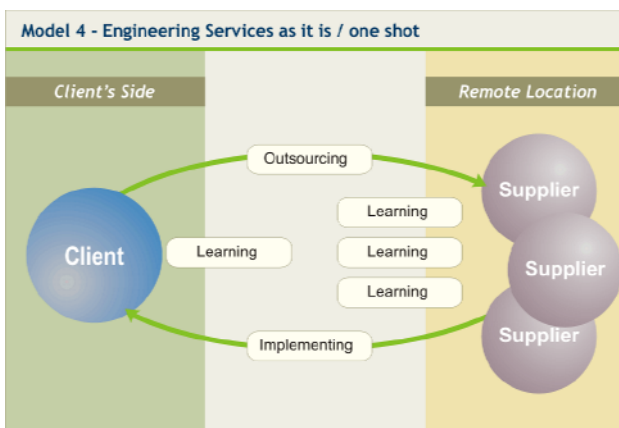 Model 4 - Engineering Services as it is / one shot
Client's Side
Remote Location
Outsourcing
Supplier
Learning
Client
Learning
Learning
Supplier
Learning
Implementing
Supplier